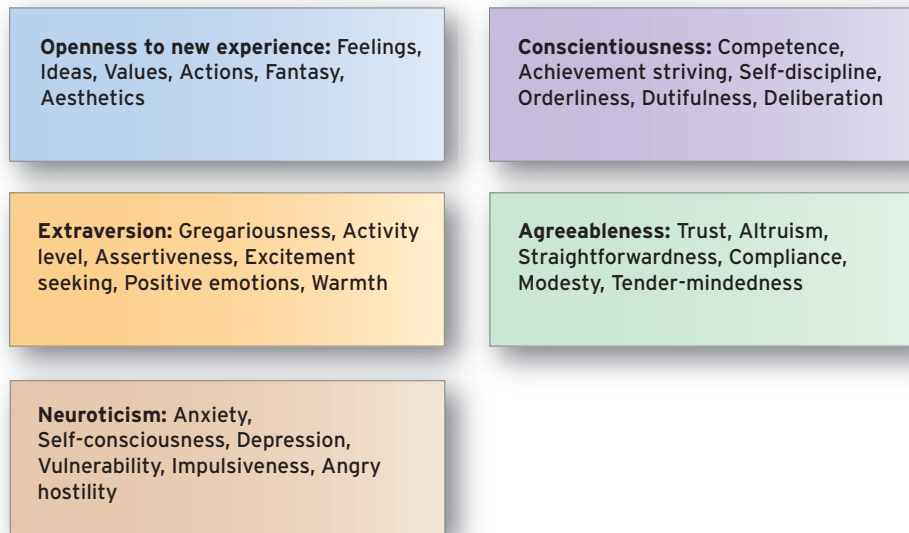 Openness to new experience: Feelings,
Ideas, Values, Actions, Fantasy,
Aesthetics
Conscientiousness: Competence,
Achievement striving, Self-discipline,
Orderliness, Dutifulness, Deliberation
Extraversion: Gregariousness, Activity
level, Assertiveness, Excitement
seeking, Positive emotions, Warmth
Agreeableness: Trust, Altruism,
Straightforwardness, Compliance,
Modesty, Tender-mindedness
Neuroticism: Anxiety,
Self-consciousness, Depression,
Vulnerability, Impulsiveness, Angry
hostility